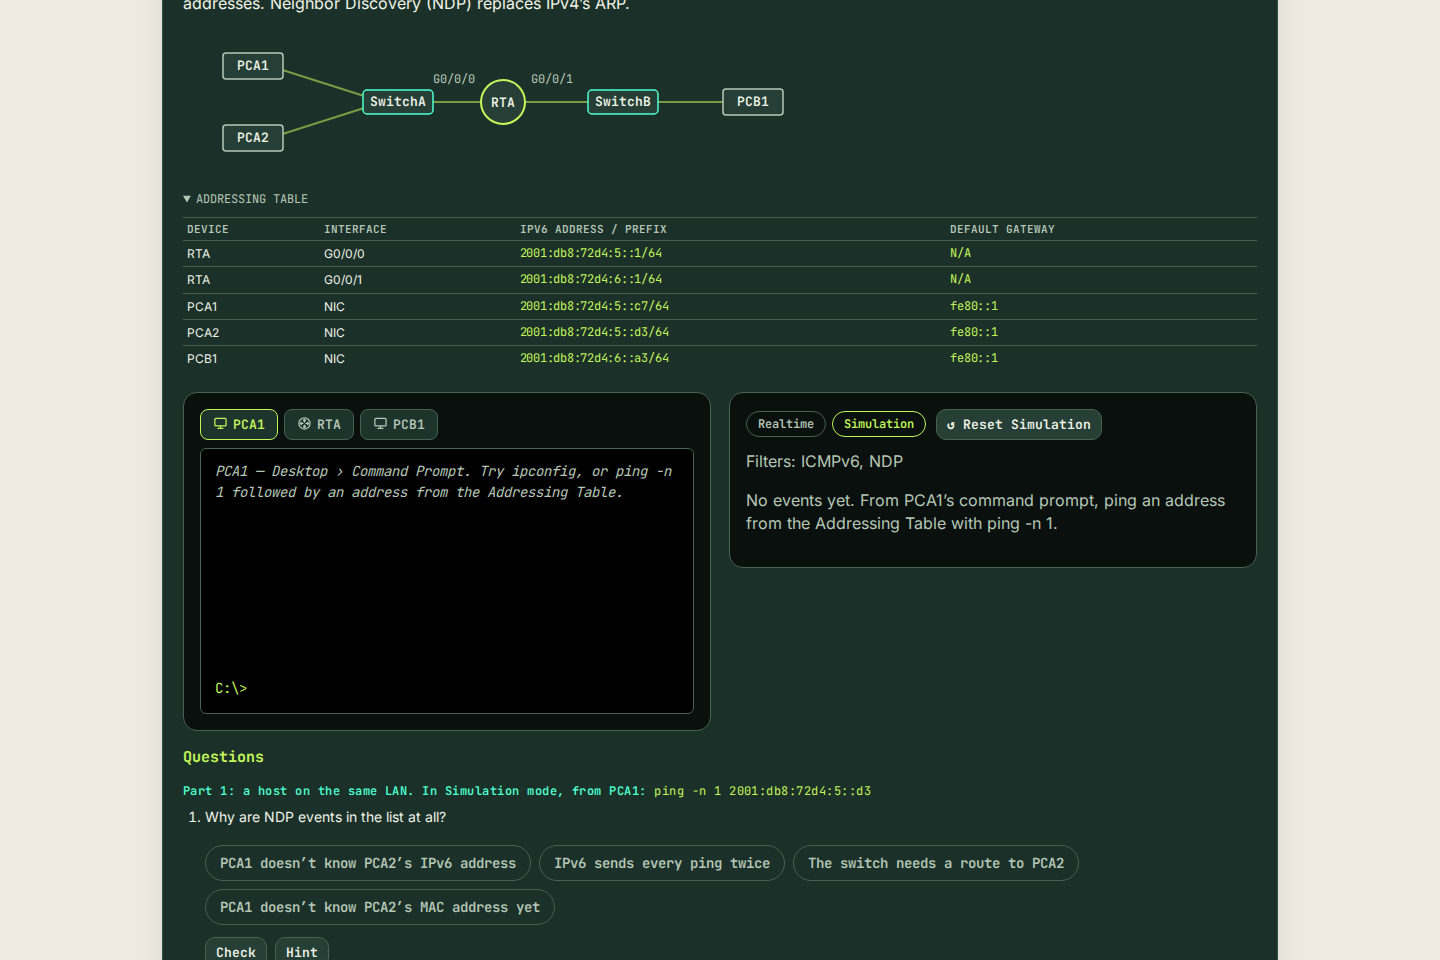 addresses. Neighbor Discovery (NDP) replaces IPv4's ARP.
PCA1
PCA2
SwitchA
G0/0/0
RTA
G0/0/1
SwitchB
PCB1
▼ ADDRESSING TABLE
DEVICE INTERFACE IPV6 ADDRESS / PREFIX DEFAULT GATEWAY
RTA G0/0/0 2001:db8:72d4:5::1/64 N/A
RTA G0/0/1 2001:db8:72d4:6::1/64 N/A
PCA1 NIC 2001:db8:72d4:5::c7/64 fe80::1
PCA2 NIC 2001:db8:72d4:5::d3/64 fe80::1
PCB1 NIC 2001:db8:72d4:6::a3/64 fe80::1
PCA1 RTA PCB1
PCA1 — Desktop › Command Prompt. Try ipconfig, or ping -n
1 followed by an address from the Addressing Table.
C:\>
Realtime Simulation ↺ Reset Simulation
Filters: ICMPv6, NDP
No events yet. From PCA1's command prompt, ping an address
from the Addressing Table with ping -n 1.
Questions
Part 1: a host on the same LAN. In Simulation mode, from PCA1: ping -n 1 2001:db8:72d4:5::d3
1. Why are NDP events in the list at all?
PCA1 doesn’t know PCA2’s IPv6 address
IPv6 sends every ping twice
The switch needs a route to PCA2
PCA1 doesn’t know PCA2’s MAC address yet
Check Hint